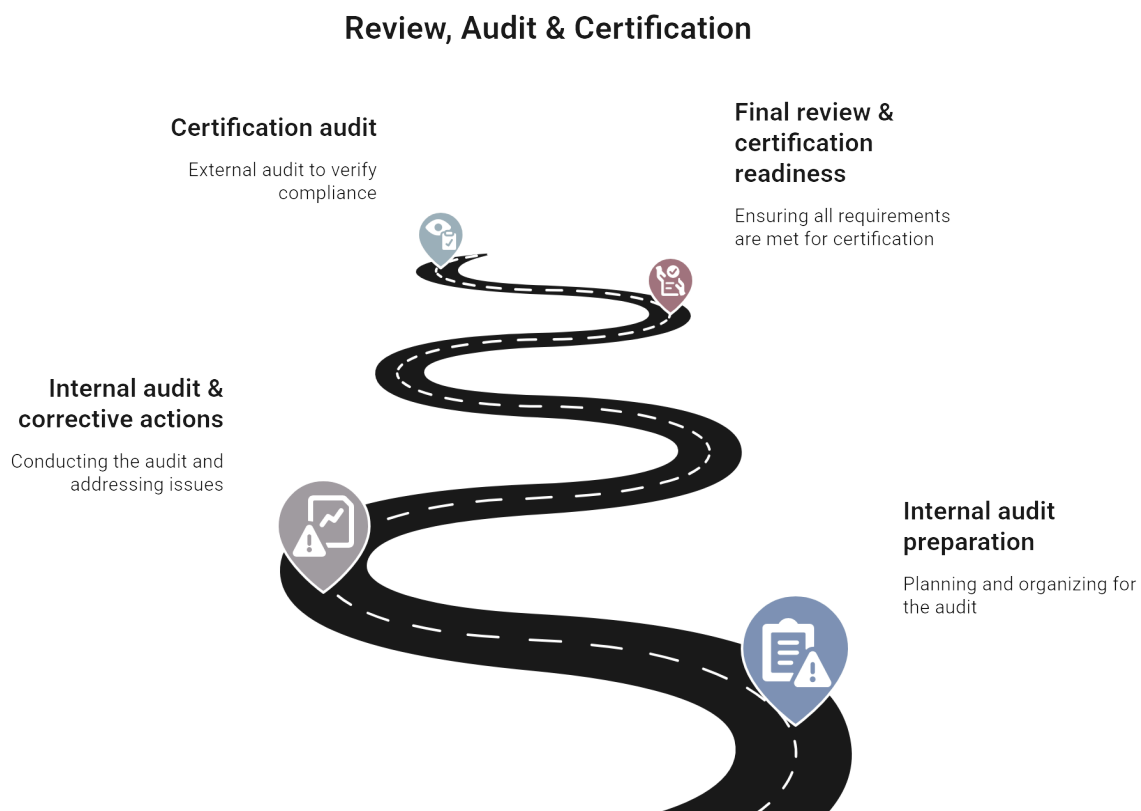 Review, Audit & Certification
Certification audit
External audit to verify
compliance
Final review &
certification
readiness
Ensuring all requirements
are met for certification
Internal audit &
corrective actions
Conducting the audit and
addressing issues
Internal audit
preparation
Planning and organizing for
the audit